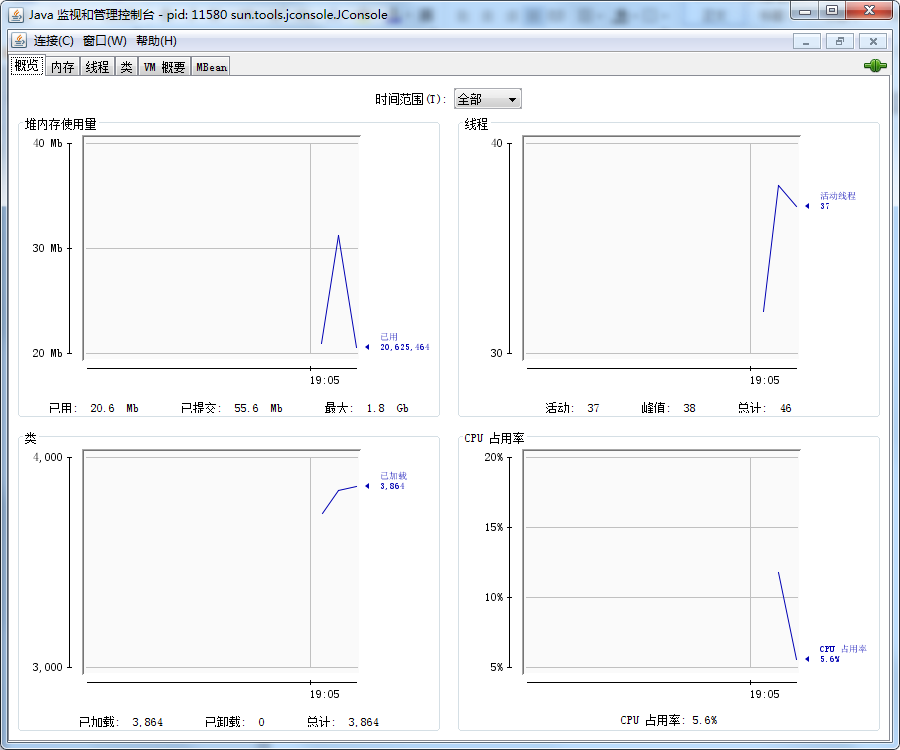 Java 监视和管理控制台 - pid: 11580 sun.tools.jconsole.JConsole
连接(C) 窗口(W) 帮助(H)
概览 内存 线程 类 VM 概要 MBean
时间范围(T): 全部
堆内存使用量
40 Mb
30 Mb
20 Mb
已用
20,625,464
19:05
已用: 20.6 Mb 已提交: 55.6 Mb 最大: 1.8 Gb
线程
40
30
活动线程
37
19:05
活动: 37 峰值: 38 总计: 46
类
4,000
3,000
已加载
3,864
19:05
已加载: 3,864 已卸载: 0 总计: 3,864
CPU 占用率
20%
15%
10%
5%
CPU 占用率
5.6%
19:05
CPU 占用率: 5.6%